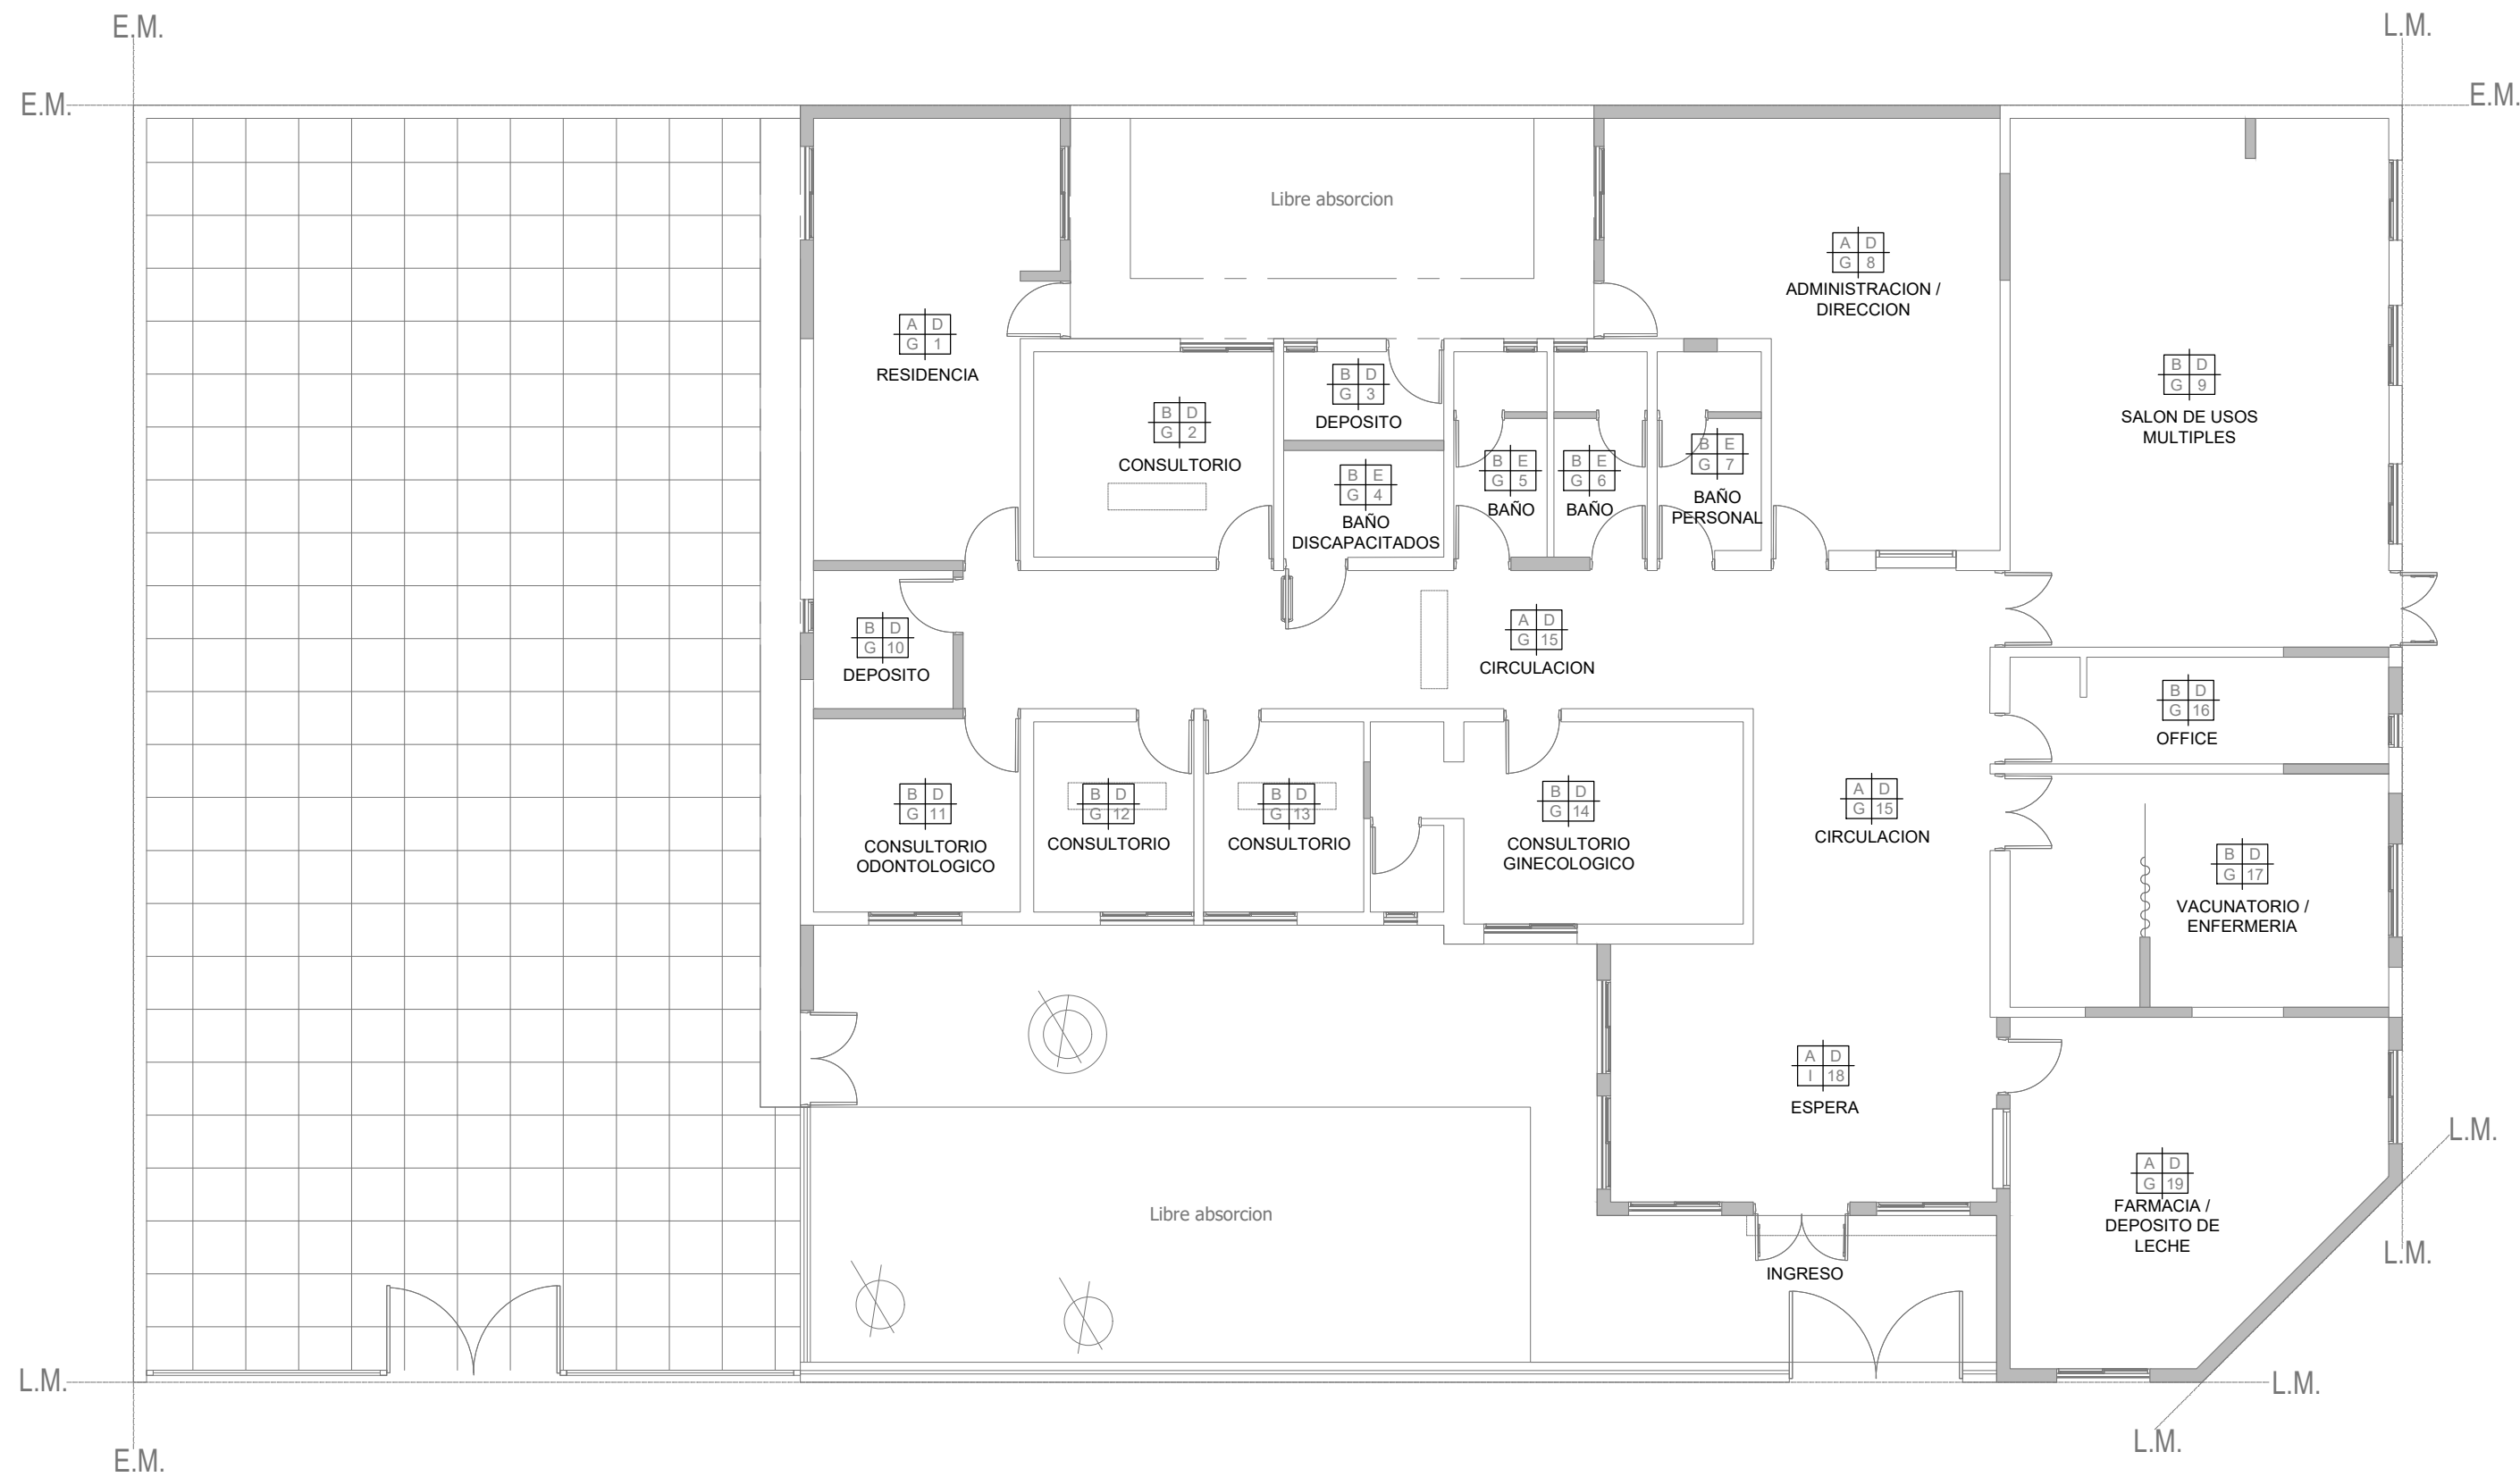 E.M.
L.M.
E.M.
E.M.
Libre absorcion
A D
G 8
ADMINISTRACION /
DIRECCION
A D
G 1
RESIDENCIA
B D
G 2
CONSULTORIO
B D
G 3
DEPOSITO
B E
G 4
BAÑO
DISCAPACITADOS
B E
G 5
BAÑO
B E
G 6
BAÑO
B E
G 7
BAÑO
PERSONAL
B D
G 9
SALON DE USOS
MULTIPLES
B D
G 10
DEPOSITO
A D
G 15
CIRCULACION
B D
G 16
OFFICE
B D
G 11
CONSULTORIO
ODONTOLOGICO
B D
G 12
CONSULTORIO
B D
G 13
CONSULTORIO
B D
G 14
CONSULTORIO
GINECOLOGICO
A D
G 15
CIRCULACION
B D
G 17
VACUNATORIO /
ENFERMERIA
A D
I 18
ESPERA
L.M.
A D
G 19
FARMACIA /
DEPOSITO DE
LECHE
Libre absorcion
INGRESO
L.M.
L.M.
L.M.
L.M.
E.M.